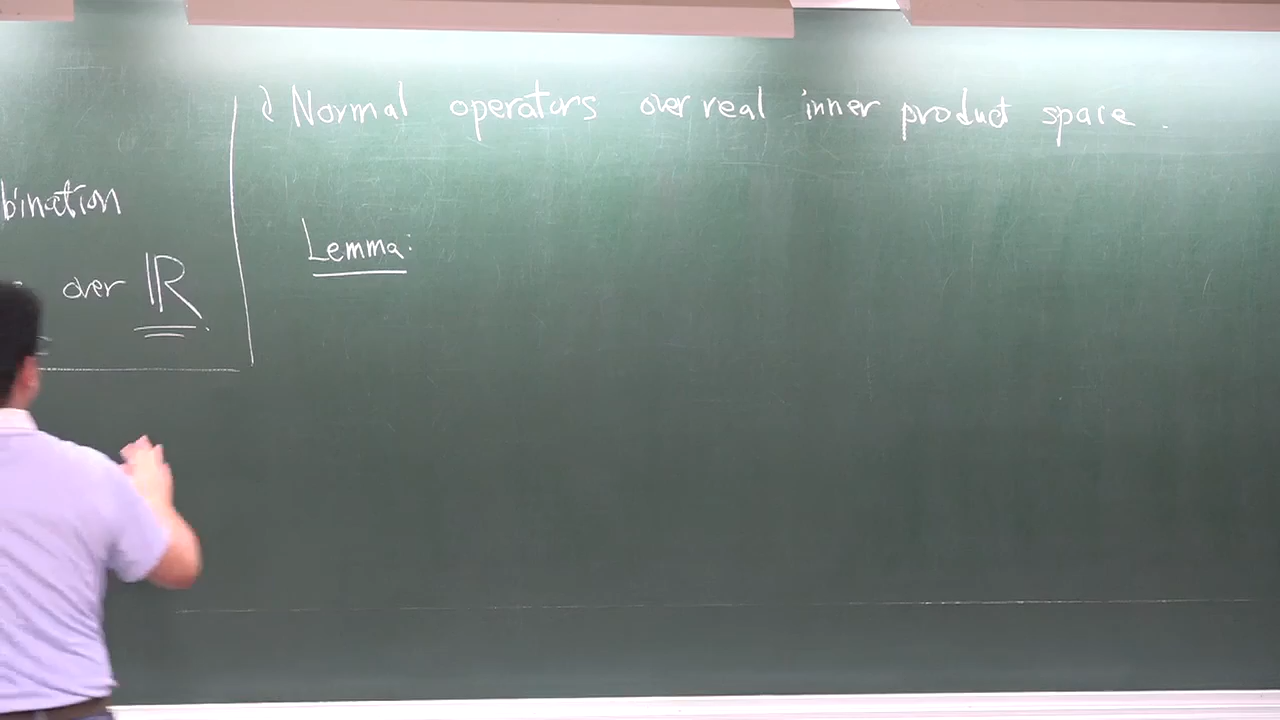 bination
over ℝ
Normal operators over real inner product space.
Lemma: